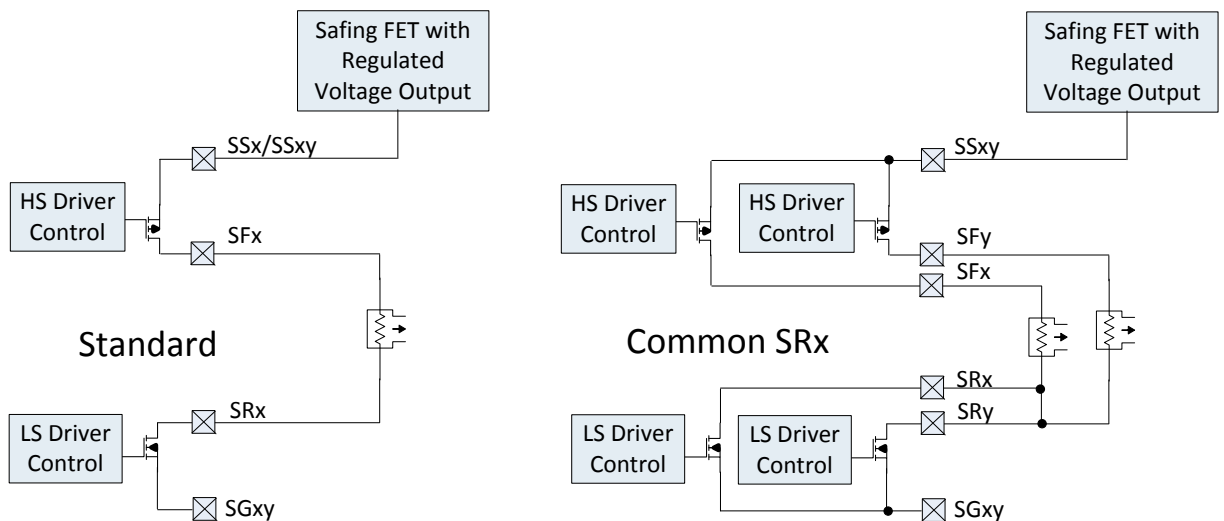 Safing FET with
Regulated
Voltage Output
SSx/SSxy
HS Driver
Control
SFx
Standard
SRx
LS Driver
Control
SGxy
Safing FET with
Regulated
Voltage Output
SSxy
HS Driver
Control
HS Driver
Control
SFy
SFx
Common SRx
SRx
SRy
LS Driver
Control
LS Driver
Control
SGxy